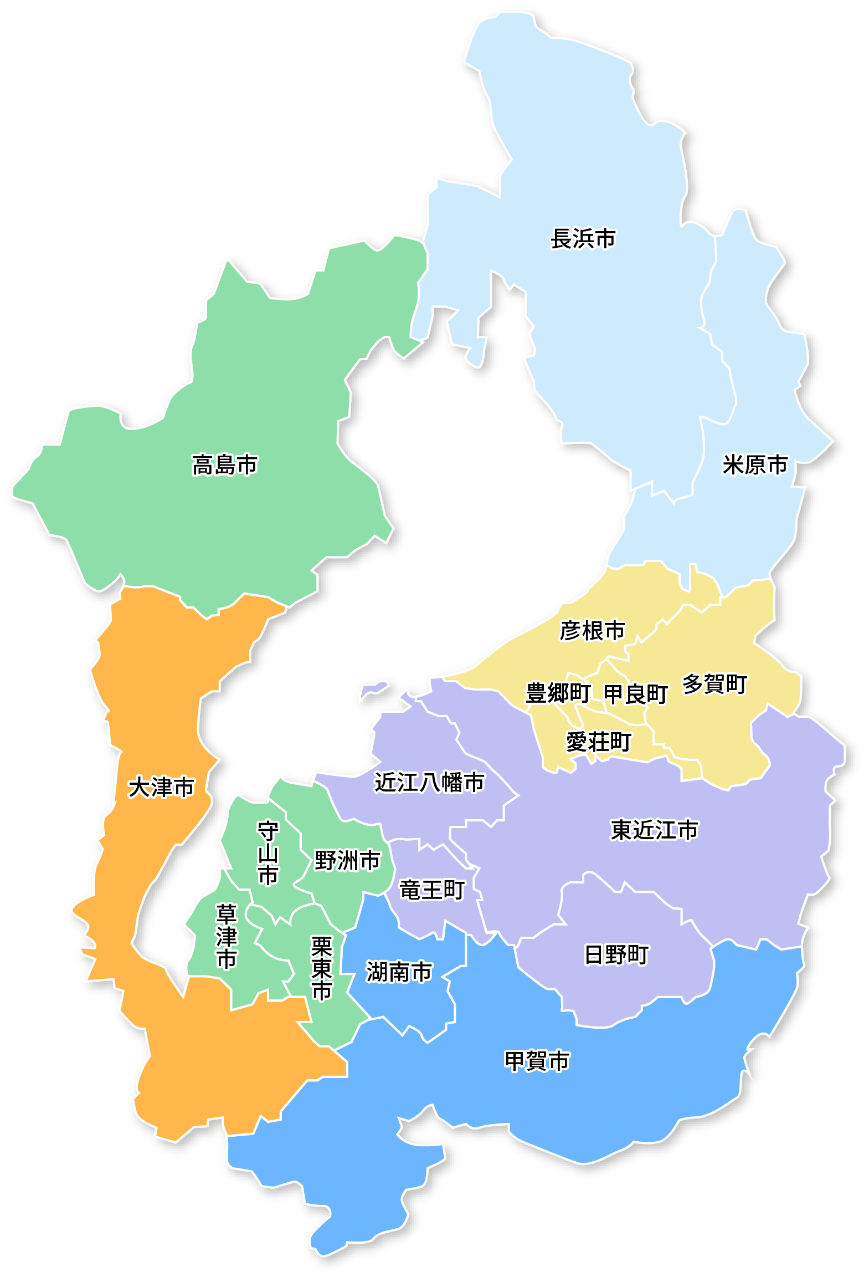 長浜市
高島市
米原市
彦根市
多賀町
豊郷町
甲良町
愛荘町
近江八幡市
大津市
東近江市
守山市
野洲市
竜王町
草津市
栗東市
日野町
湖南市
甲賀市